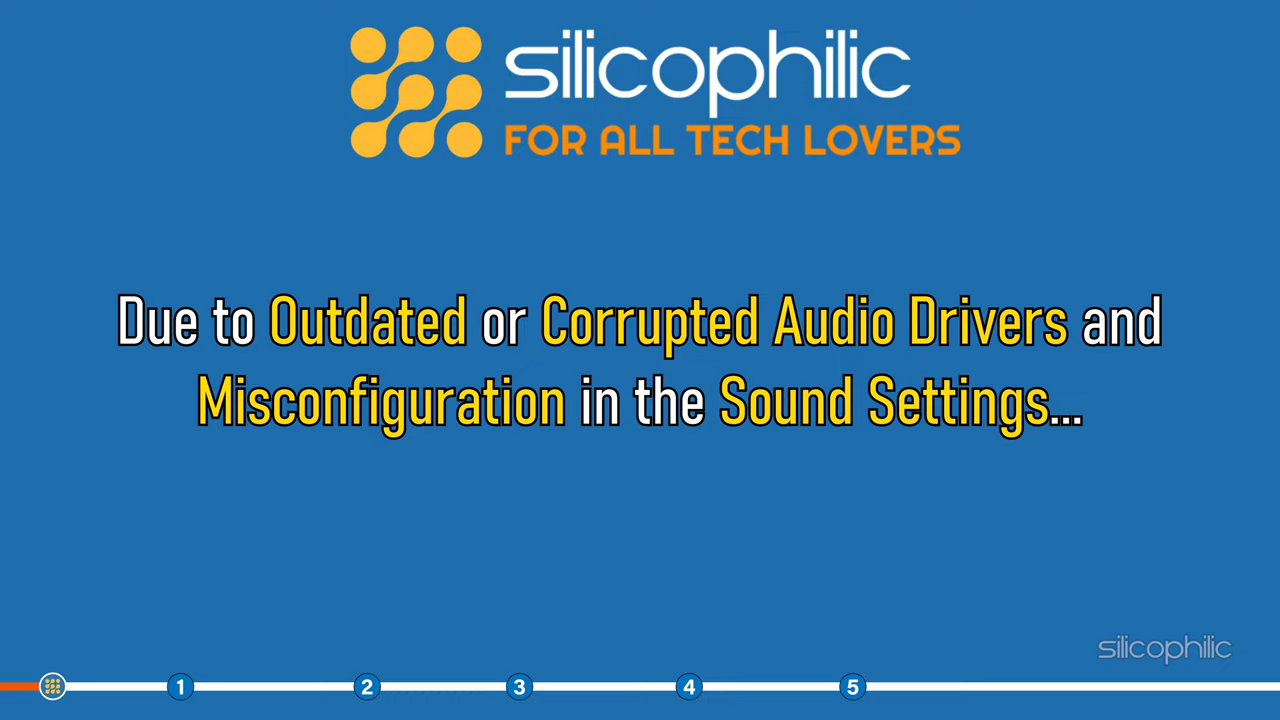 silicophilic
FOR ALL TECH LOVERS
Due to Outdated or Corrupted Audio Drivers and
Misconfiguration in the Sound Settings...
silicophilic
1 2 3 4 5